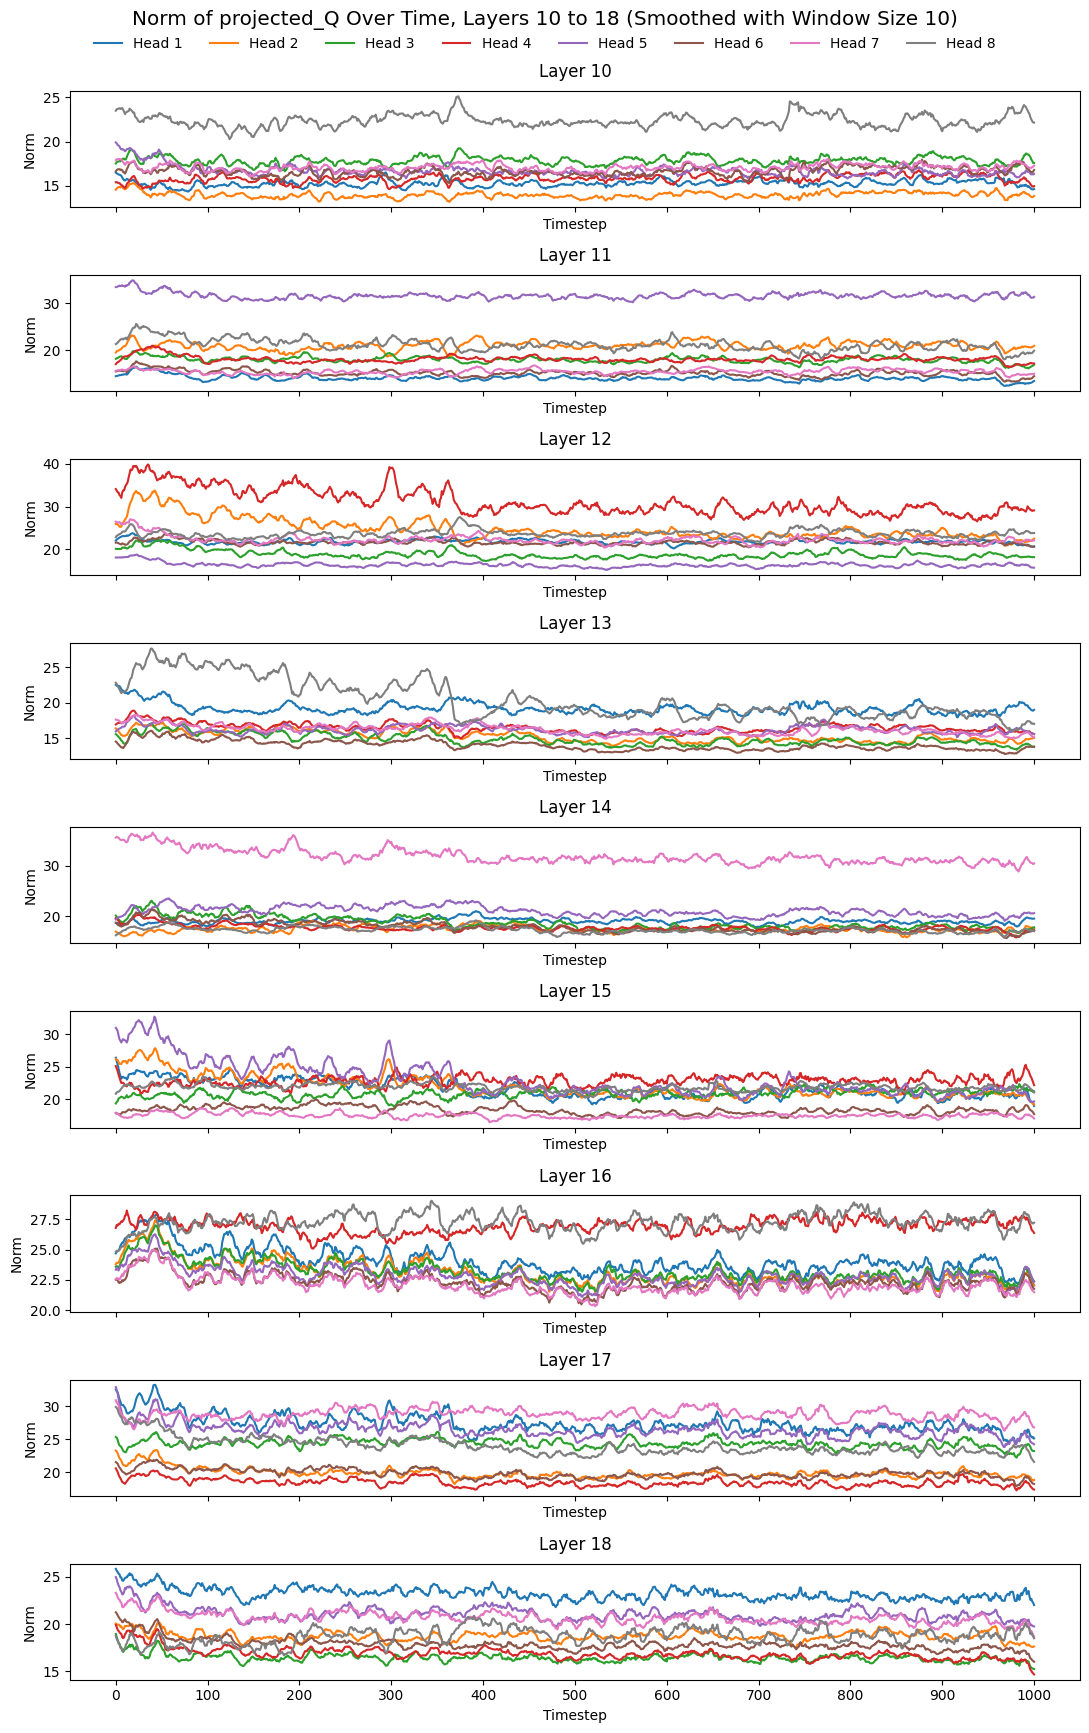 Norm of projected_Q Over Time, Layers 10 to 18 (Smoothed with Window Size 10)
Head 1 Head 2 Head 3 Head 4 Head 5 Head 6 Head 7 Head 8
Layer 10
25
20
15
Norm
Timestep
Layer 11
30
20
Norm
Timestep
Layer 12
40
30
20
Norm
Timestep
Layer 13
25
20
15
Norm
Timestep
Layer 14
30
20
Norm
Timestep
Layer 15
30
25
20
Norm
Timestep
Layer 16
27.5
25.0
22.5
20.0
Norm
Timestep
Layer 17
30
25
20
Norm
Timestep
Layer 18
25
20
15
Norm
0 100 200 300 400 500 600 700 800 900 1000
Timestep